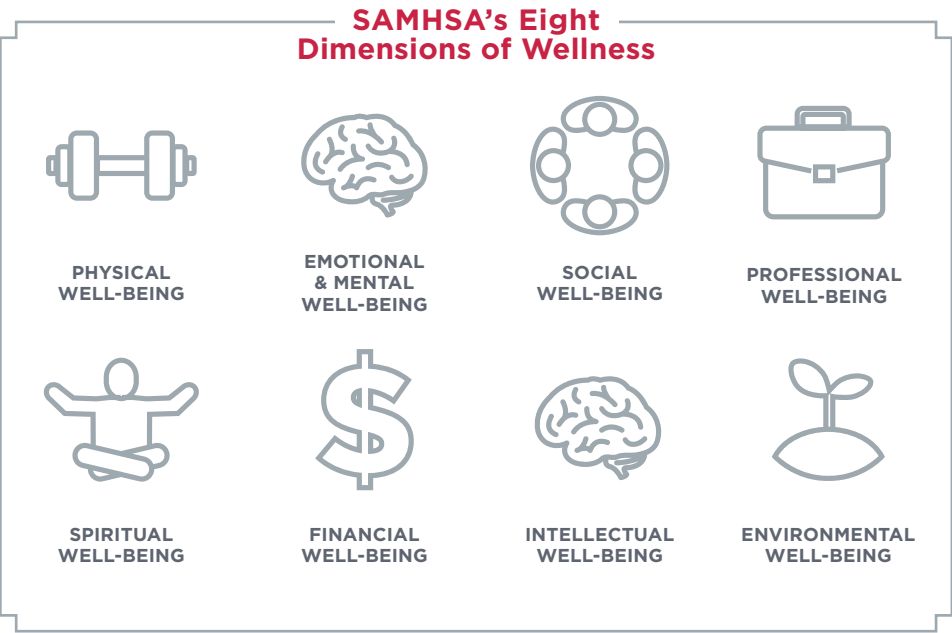 SAMHSA's Eight
Dimensions of Wellness
PHYSICAL
WELL-BEING
EMOTIONAL
& MENTAL
WELL-BEING
SOCIAL
WELL-BEING
PROFESSIONAL
WELL-BEING
SPIRITUAL
WELL-BEING
FINANCIAL
WELL-BEING
INTELLECTUAL
WELL-BEING
ENVIRONMENTAL
WELL-BEING